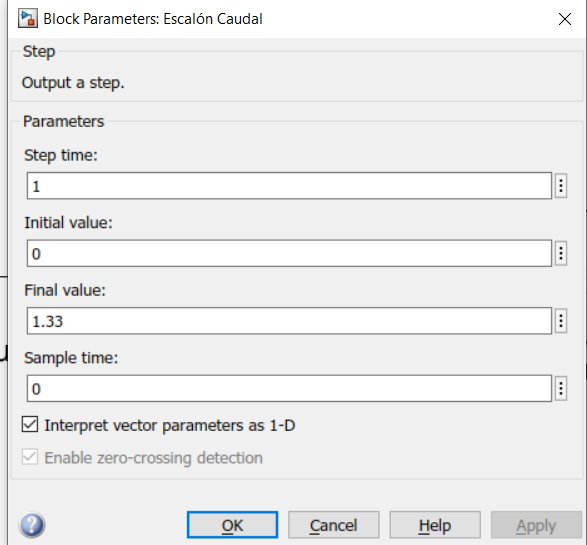 Block Parameters: Escalón Caudal
Step
Output a step.
Parameters
Step time:
1
Initial value:
0
Final value:
1.33
Sample time:
0
Interpret vector parameters as 1-D
Enable zero-crossing detection
OK Cancel Help Apply